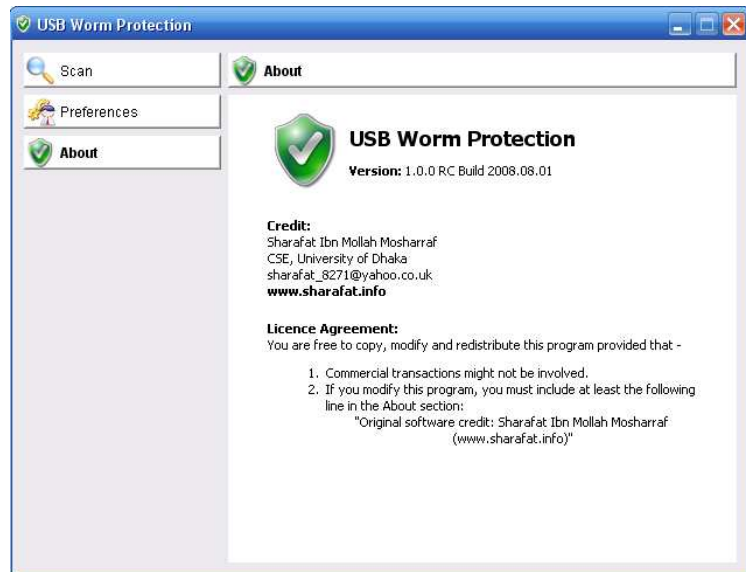 USB Worm Protection
Scan
Preferences
About
About
USB Worm Protection
Version: 1.0.0 RC Build 2008.08.01
Credit:
Sharafat Ibn Mollah Mosharraf
CSE, University of Dhaka
sharafat_8271@yahoo.co.uk
www.sharafat.info
Licence Agreement:
You are free to copy, modify and redistribute this program provided that -
1. Commercial transactions might not be involved.
2. If you modify this program, you must include at least the following
line in the About section:
"Original software credit: Sharafat Ibn Mollah Mosharraf
(www.sharafat.info)"